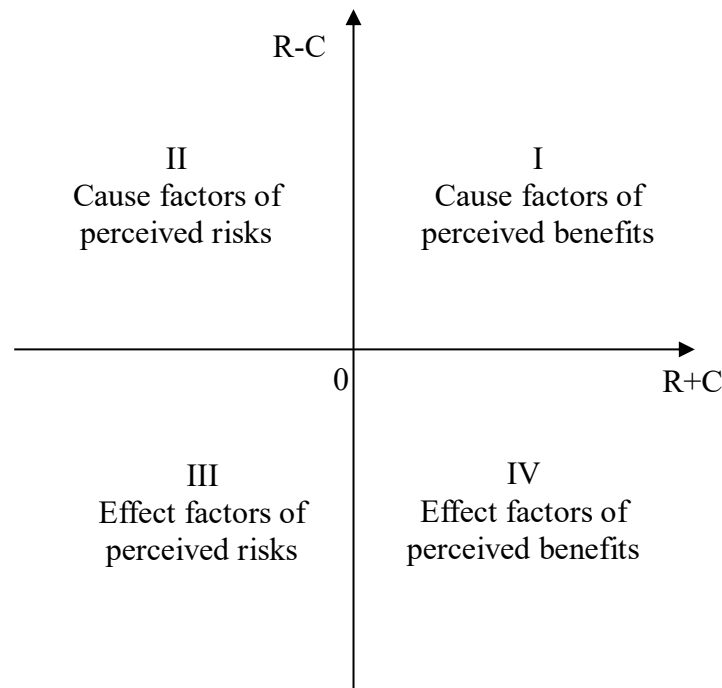 R-C
II
Cause factors of
perceived risks
I
Cause factors of
perceived benefits
0
R+C
III
Effect factors of
perceived risks
IV
Effect factors of
perceived benefits